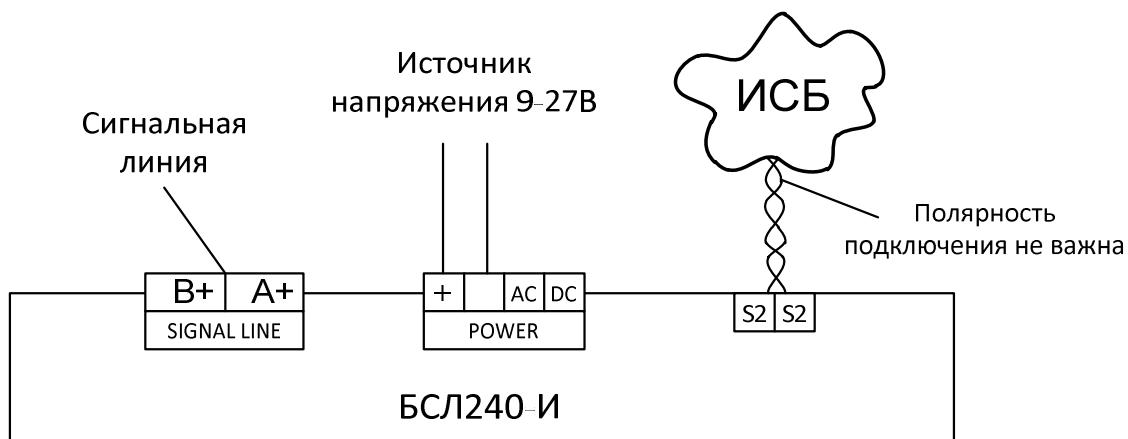 Источник
напряжения 9-27В
ИСБ
Сигнальная
линия
Полярность
подключения не важна
B+ A+
SIGNAL LINE
+ AC DC
POWER
S2 S2
БСЛ240-И